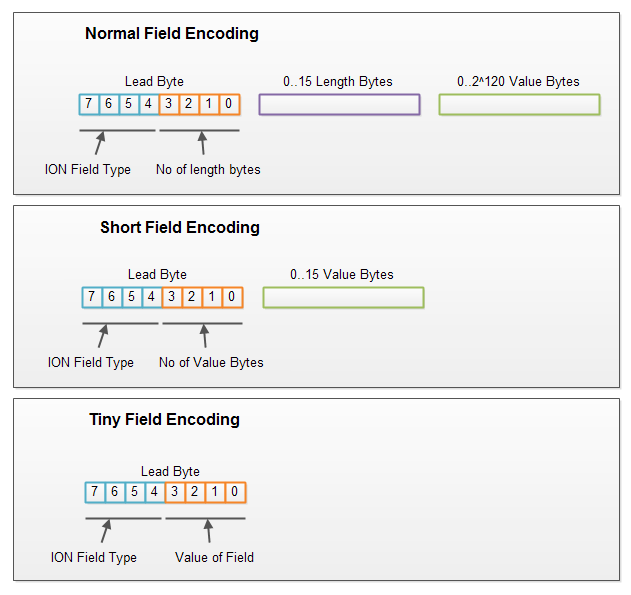 Normal Field Encoding
Lead Byte 0..15 Length Bytes 0..2^120 Value Bytes
7 6 5 4 3 2 1 0
ION Field Type No of length bytes
Short Field Encoding
Lead Byte 0..15 Value Bytes
7 6 5 4 3 2 1 0
ION Field Type No of Value Bytes
Tiny Field Encoding
Lead Byte
7 6 5 4 3 2 1 0
ION Field Type Value of Field